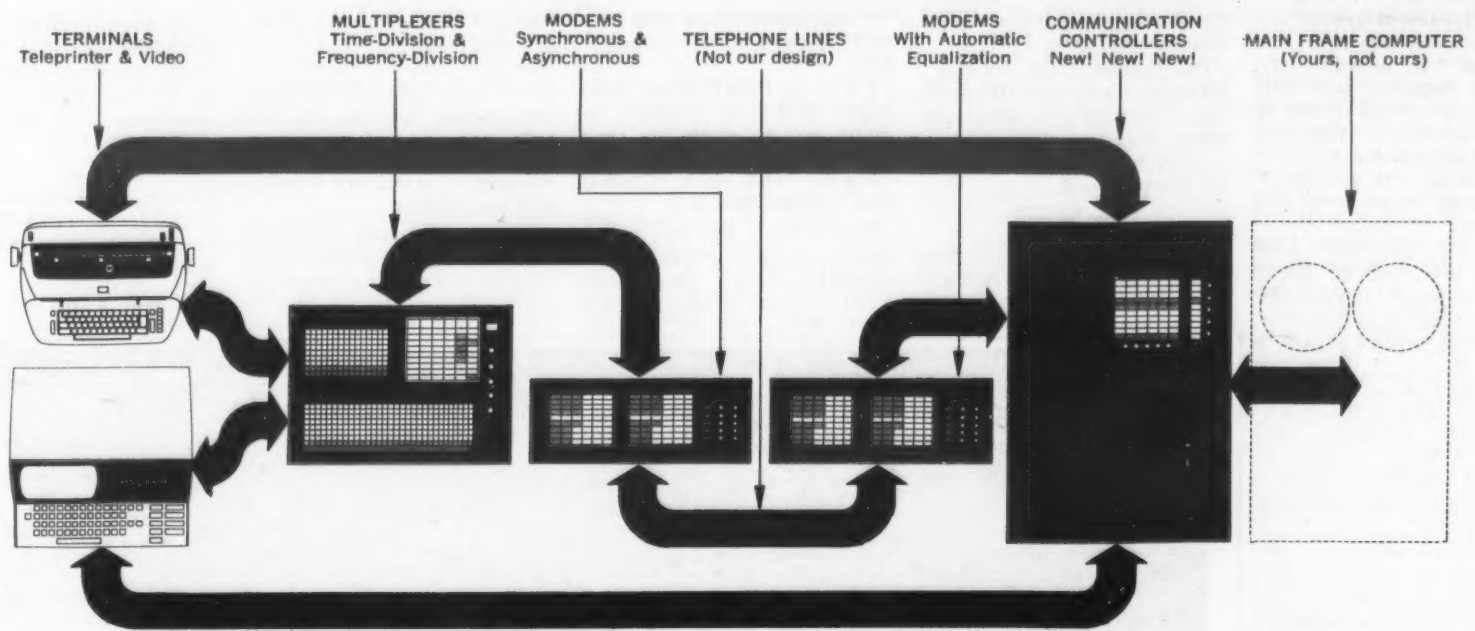 TERMINALS
Teleprinter & Video
MULTIPLEXERS
Time-Division &
Frequency-Division
MODEMS
Synchronous &
Asynchronous
TELEPHONE LINES
(Not our design)
MODEMS
With Automatic
Equalization
COMMUNICATION
CONTROLLERS
New! New! New!
MAIN FRAME COMPUTER
(Yours, not ours)